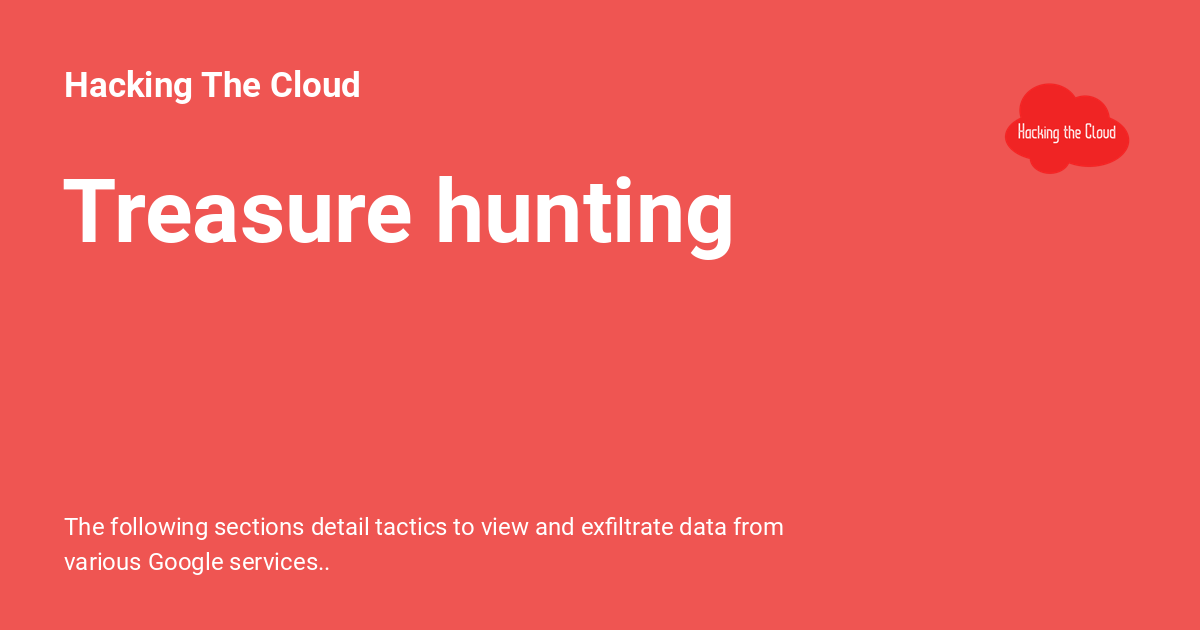 Hacking The Cloud
Hacking the Cloud
Treasure hunting
The following sections detail tactics to view and exfiltrate data from
various Google services..